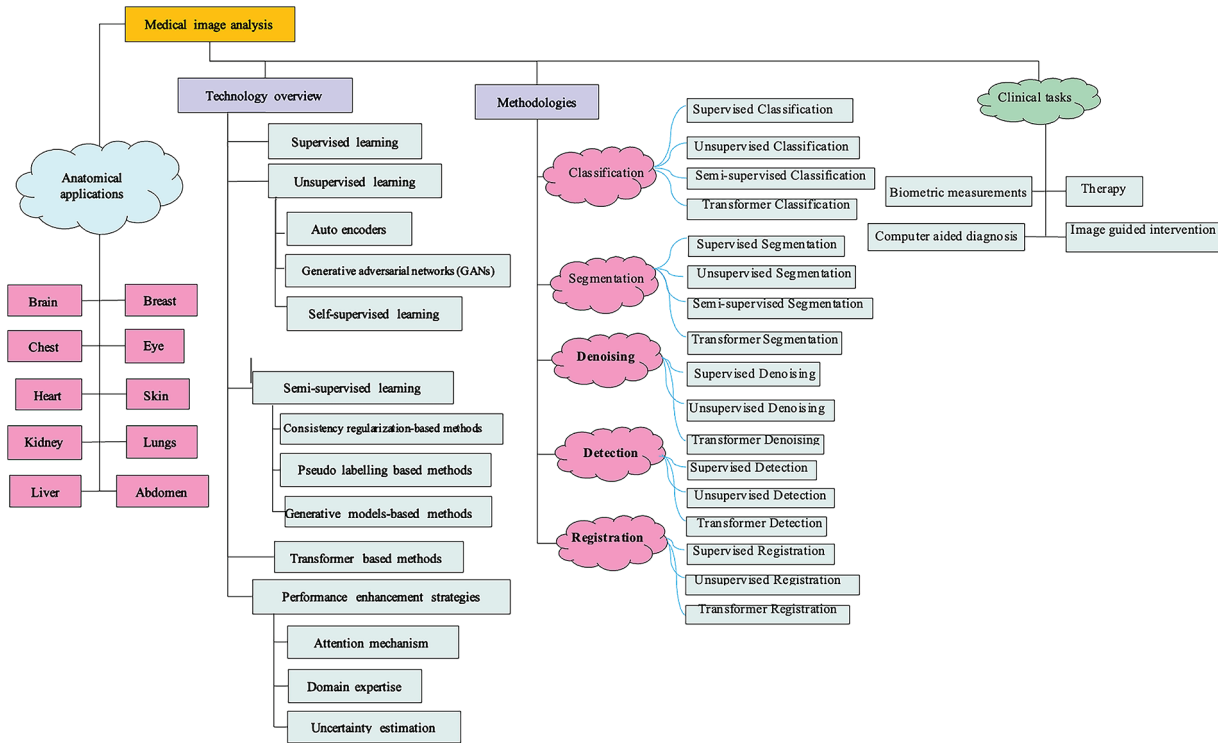 Medical image analysis
Anatomical
applications
Brain
Breast
Chest
Eye
Heart
Skin
Kidney
Lungs
Liver
Abdomen
Technology overview
Supervised learning
Unsupervised learning
Auto encoders
Generative adversarial networks (GANs)
Self-supervised learning
Semi-supervised learning
Consistency regularization-based methods
Pseudo labelling based methods
Generative models-based methods
Transformer based methods
Performance enhancement strategies
Attention mechanism
Domain expertise
Uncertainty estimation
Methodologies
Classification
Supervised Classification
Unsupervised Classification
Semi-supervised Classification
Transformer Classification
Segmentation
Supervised Segmentation
Unsupervised Segmentation
Semi-supervised Segmentation
Transformer Segmentation
Denoising
Supervised Denoising
Unsupervised Denoising
Transformer Denoising
Detection
Supervised Detection
Unsupervised Detection
Transformer Detection
Registration
Supervised Registration
Unsupervised Registration
Transformer Registration
Clinical tasks
Biometric measurements
Therapy
Computer aided diagnosis
Image guided intervention